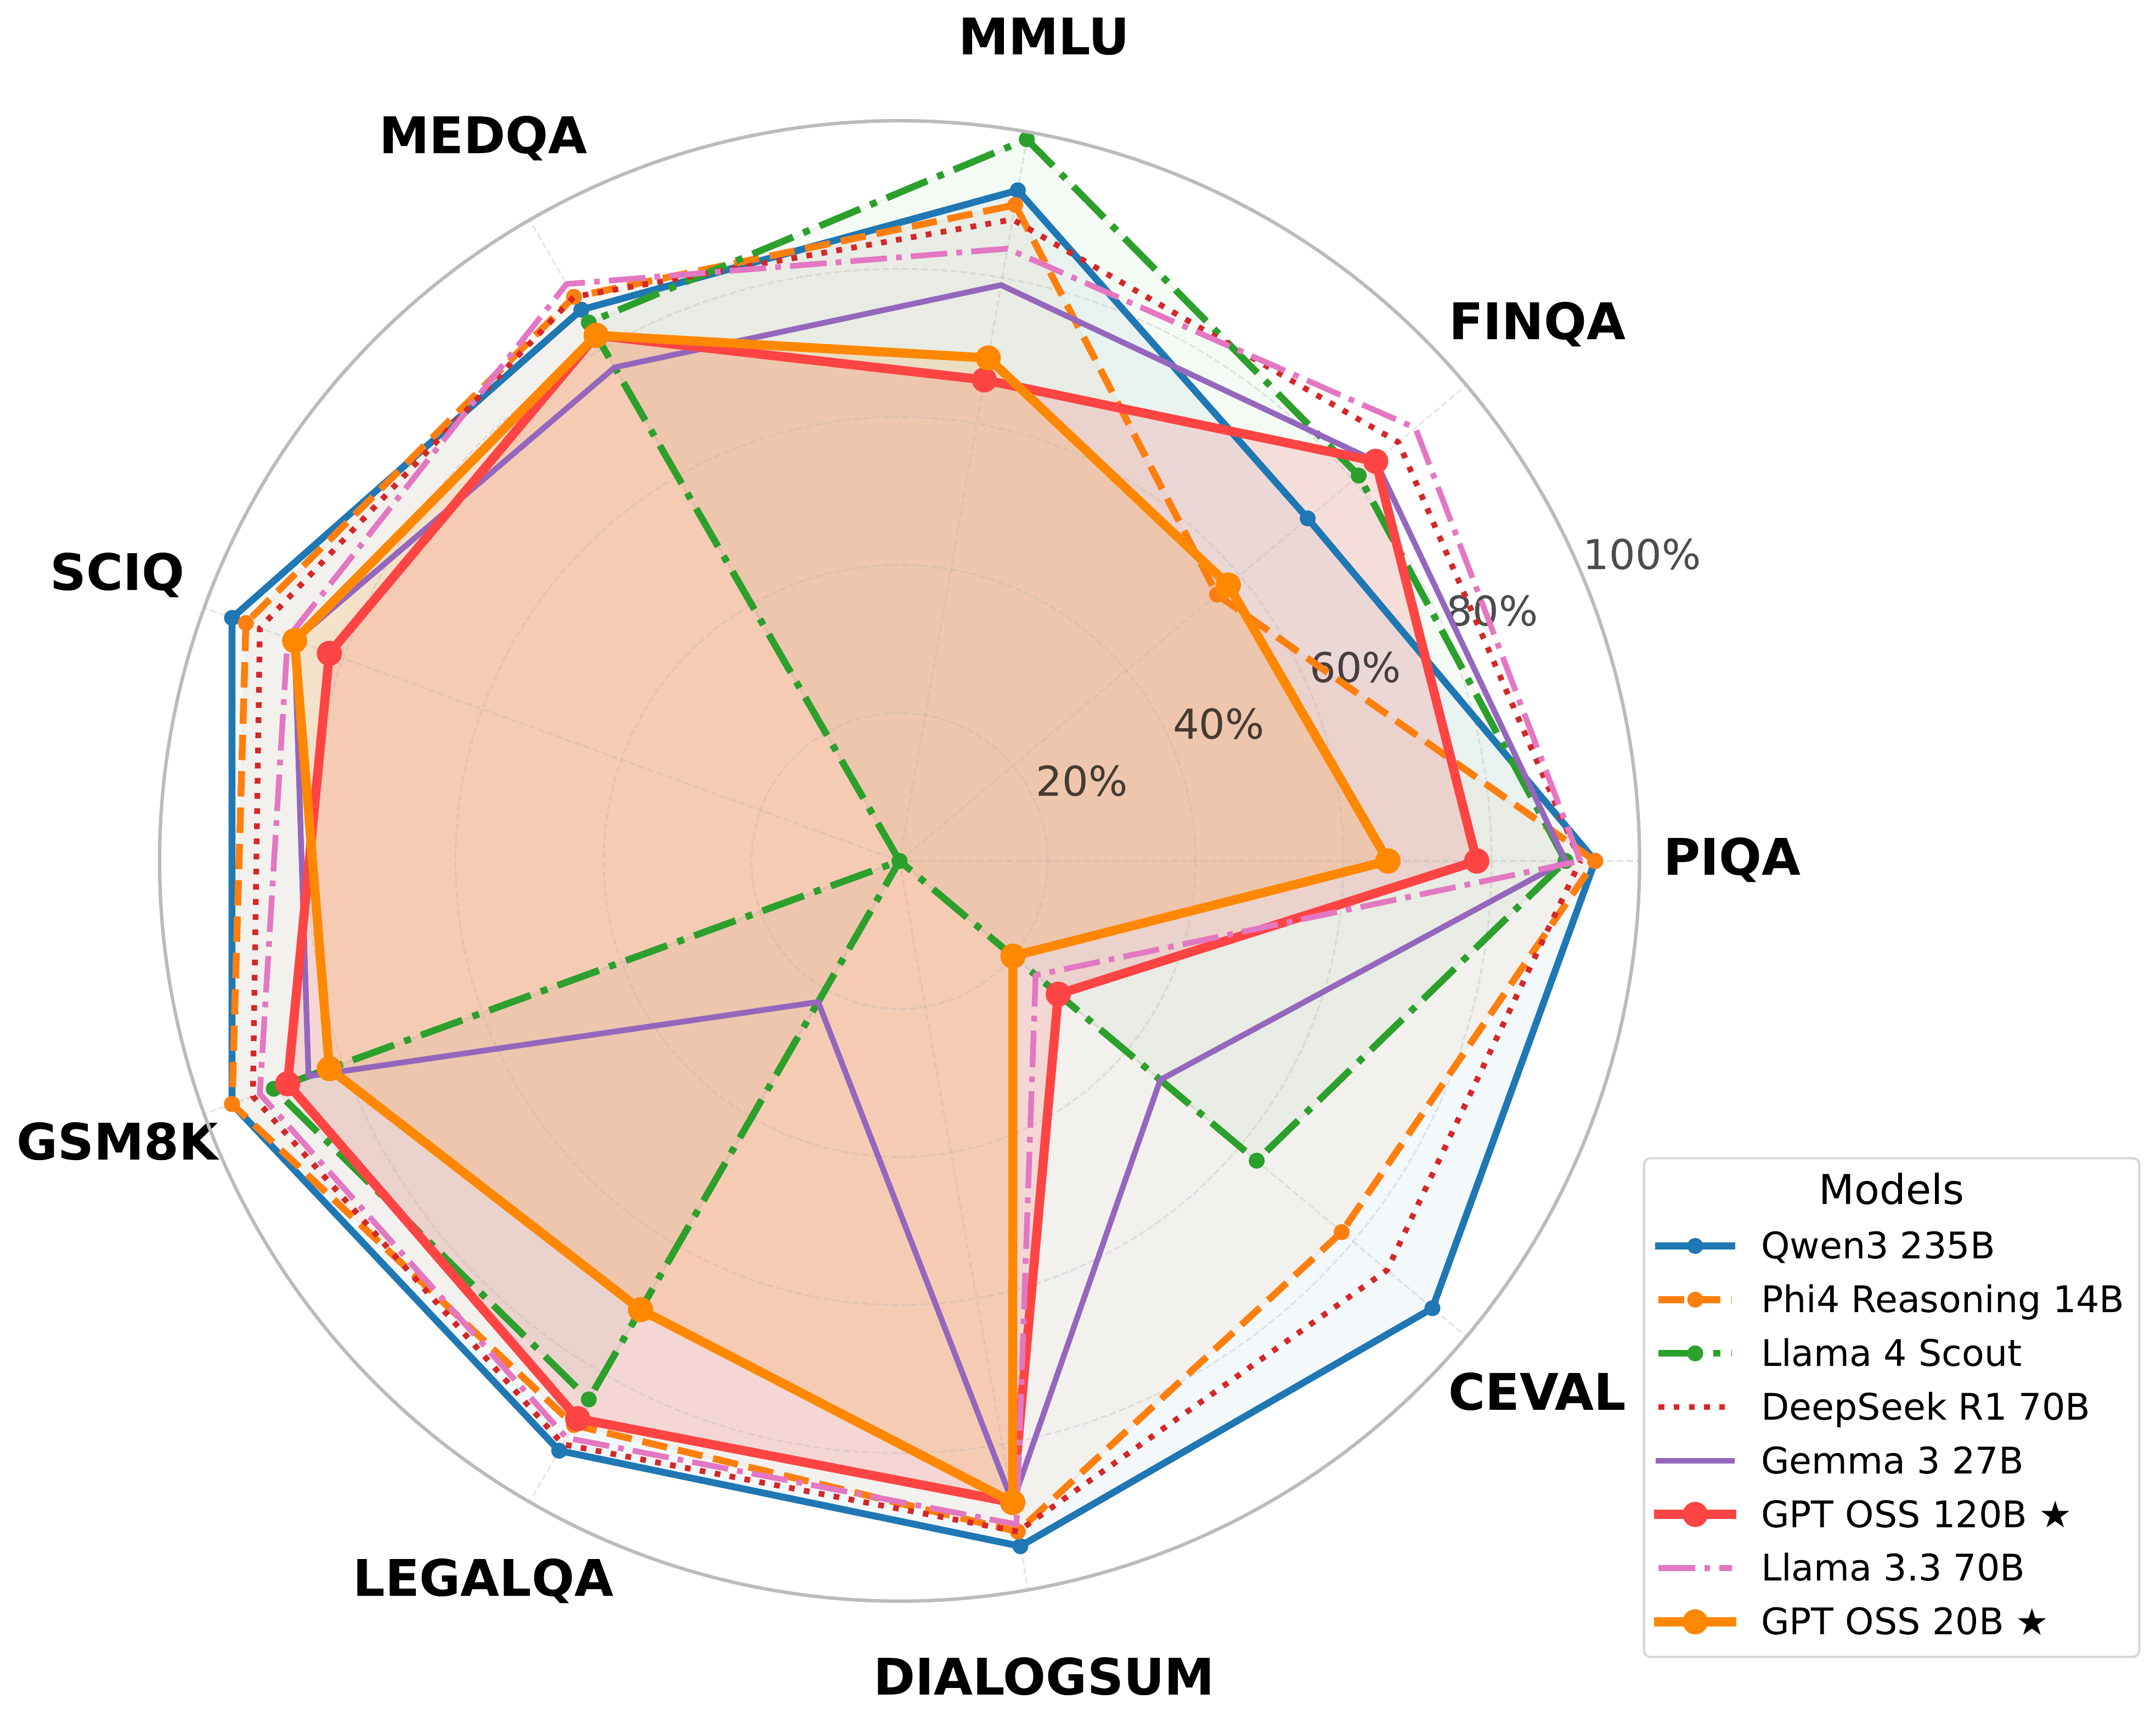 MMLU
MEDQA
FINQA
100%
80%
SCIQ
60%
40%
20%
PIQA
GSM8K
CEVAL
LEGALQA
DIALOGSUM
Models
Qwen3 235B
Phi4 Reasoning 14B
Llama 4 Scout
DeepSeek R1 70B
Gemma 3 27B
GPT OSS 120B ★
Llama 3.3 70B
GPT OSS 20B ★